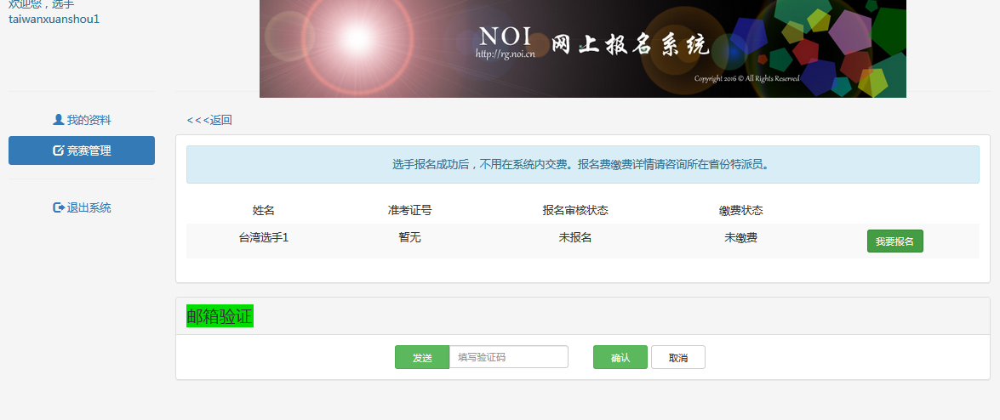 欢迎您，选手
taiwanxuanshou1
NOI 网上报名系统
http://rg.noi.cn
Copyright 2016 © All Rights Reserved
我的资料
竞赛管理
退出系统
<<<返回
选手报名成功后，不用在系统内交费。报名费缴费详情请咨询所在省份特派员。
姓名 准考证号 报名审核状态 缴费状态
台湾选手1 暂无 未报名 未缴费 我要报名
邮箱验证
发送 填写验证码 确认 取消